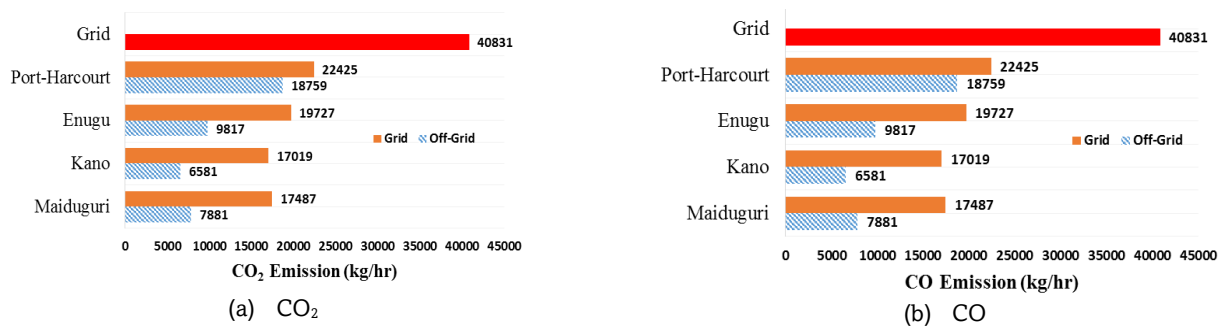 Grid
40831
Port-Harcourt
22425
18759
Enugu
19727
9817
Grid Off-Grid
Kano
17019
6581
Maiduguri
17487
7881
0 5000 10000 15000 20000 25000 30000 35000 40000 45000
CO₂ Emission (kg/hr)
(a) CO₂
Grid
40831
Port-Harcourt
22425
18759
Enugu
19727
9817
Grid Off-Grid
Kano
17019
6581
Maiduguri
17487
7881
0 5000 10000 15000 20000 25000 30000 35000 40000 45000
CO Emission (kg/hr)
(b) CO